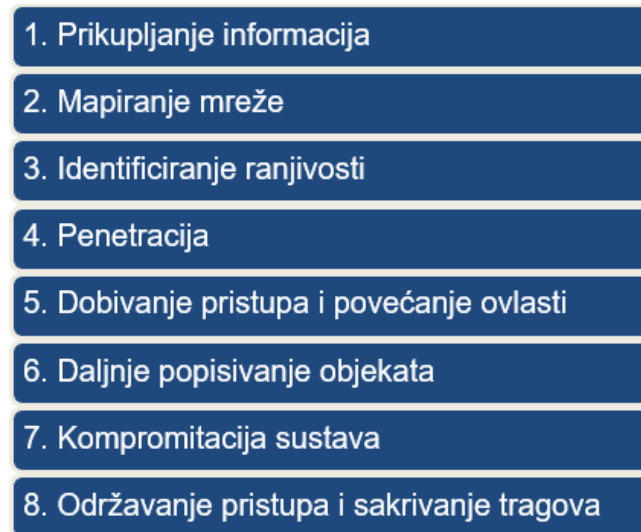 1. Prikupljanje informacija
2. Mapiranje mreže
3. Identificiranje ranjivosti
4. Penetracija
5. Dobivanje pristupa i povećanje ovlasti
6. Daljnje popisivanje objekata
7. Kompromitacija sustava
8. Održavanje pristupa i sakrivanje tragova